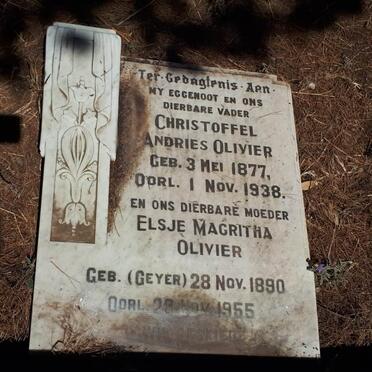 Ter Gedagtenis Aan
MY EGGENOOT EN ONS
DIERBARE VADER
CHRISTOFFEL
ANDRIES OLIVIER
GEB. 3 MEI 1877,
OORL. 1 NOV. 1938.
EN ONS DIERBARE MOEDER
ELSJE MAGRITHA
OLIVIER
GEB. (GEYER) 28 NOV. 1890
OORL. 28 NOV. 1955